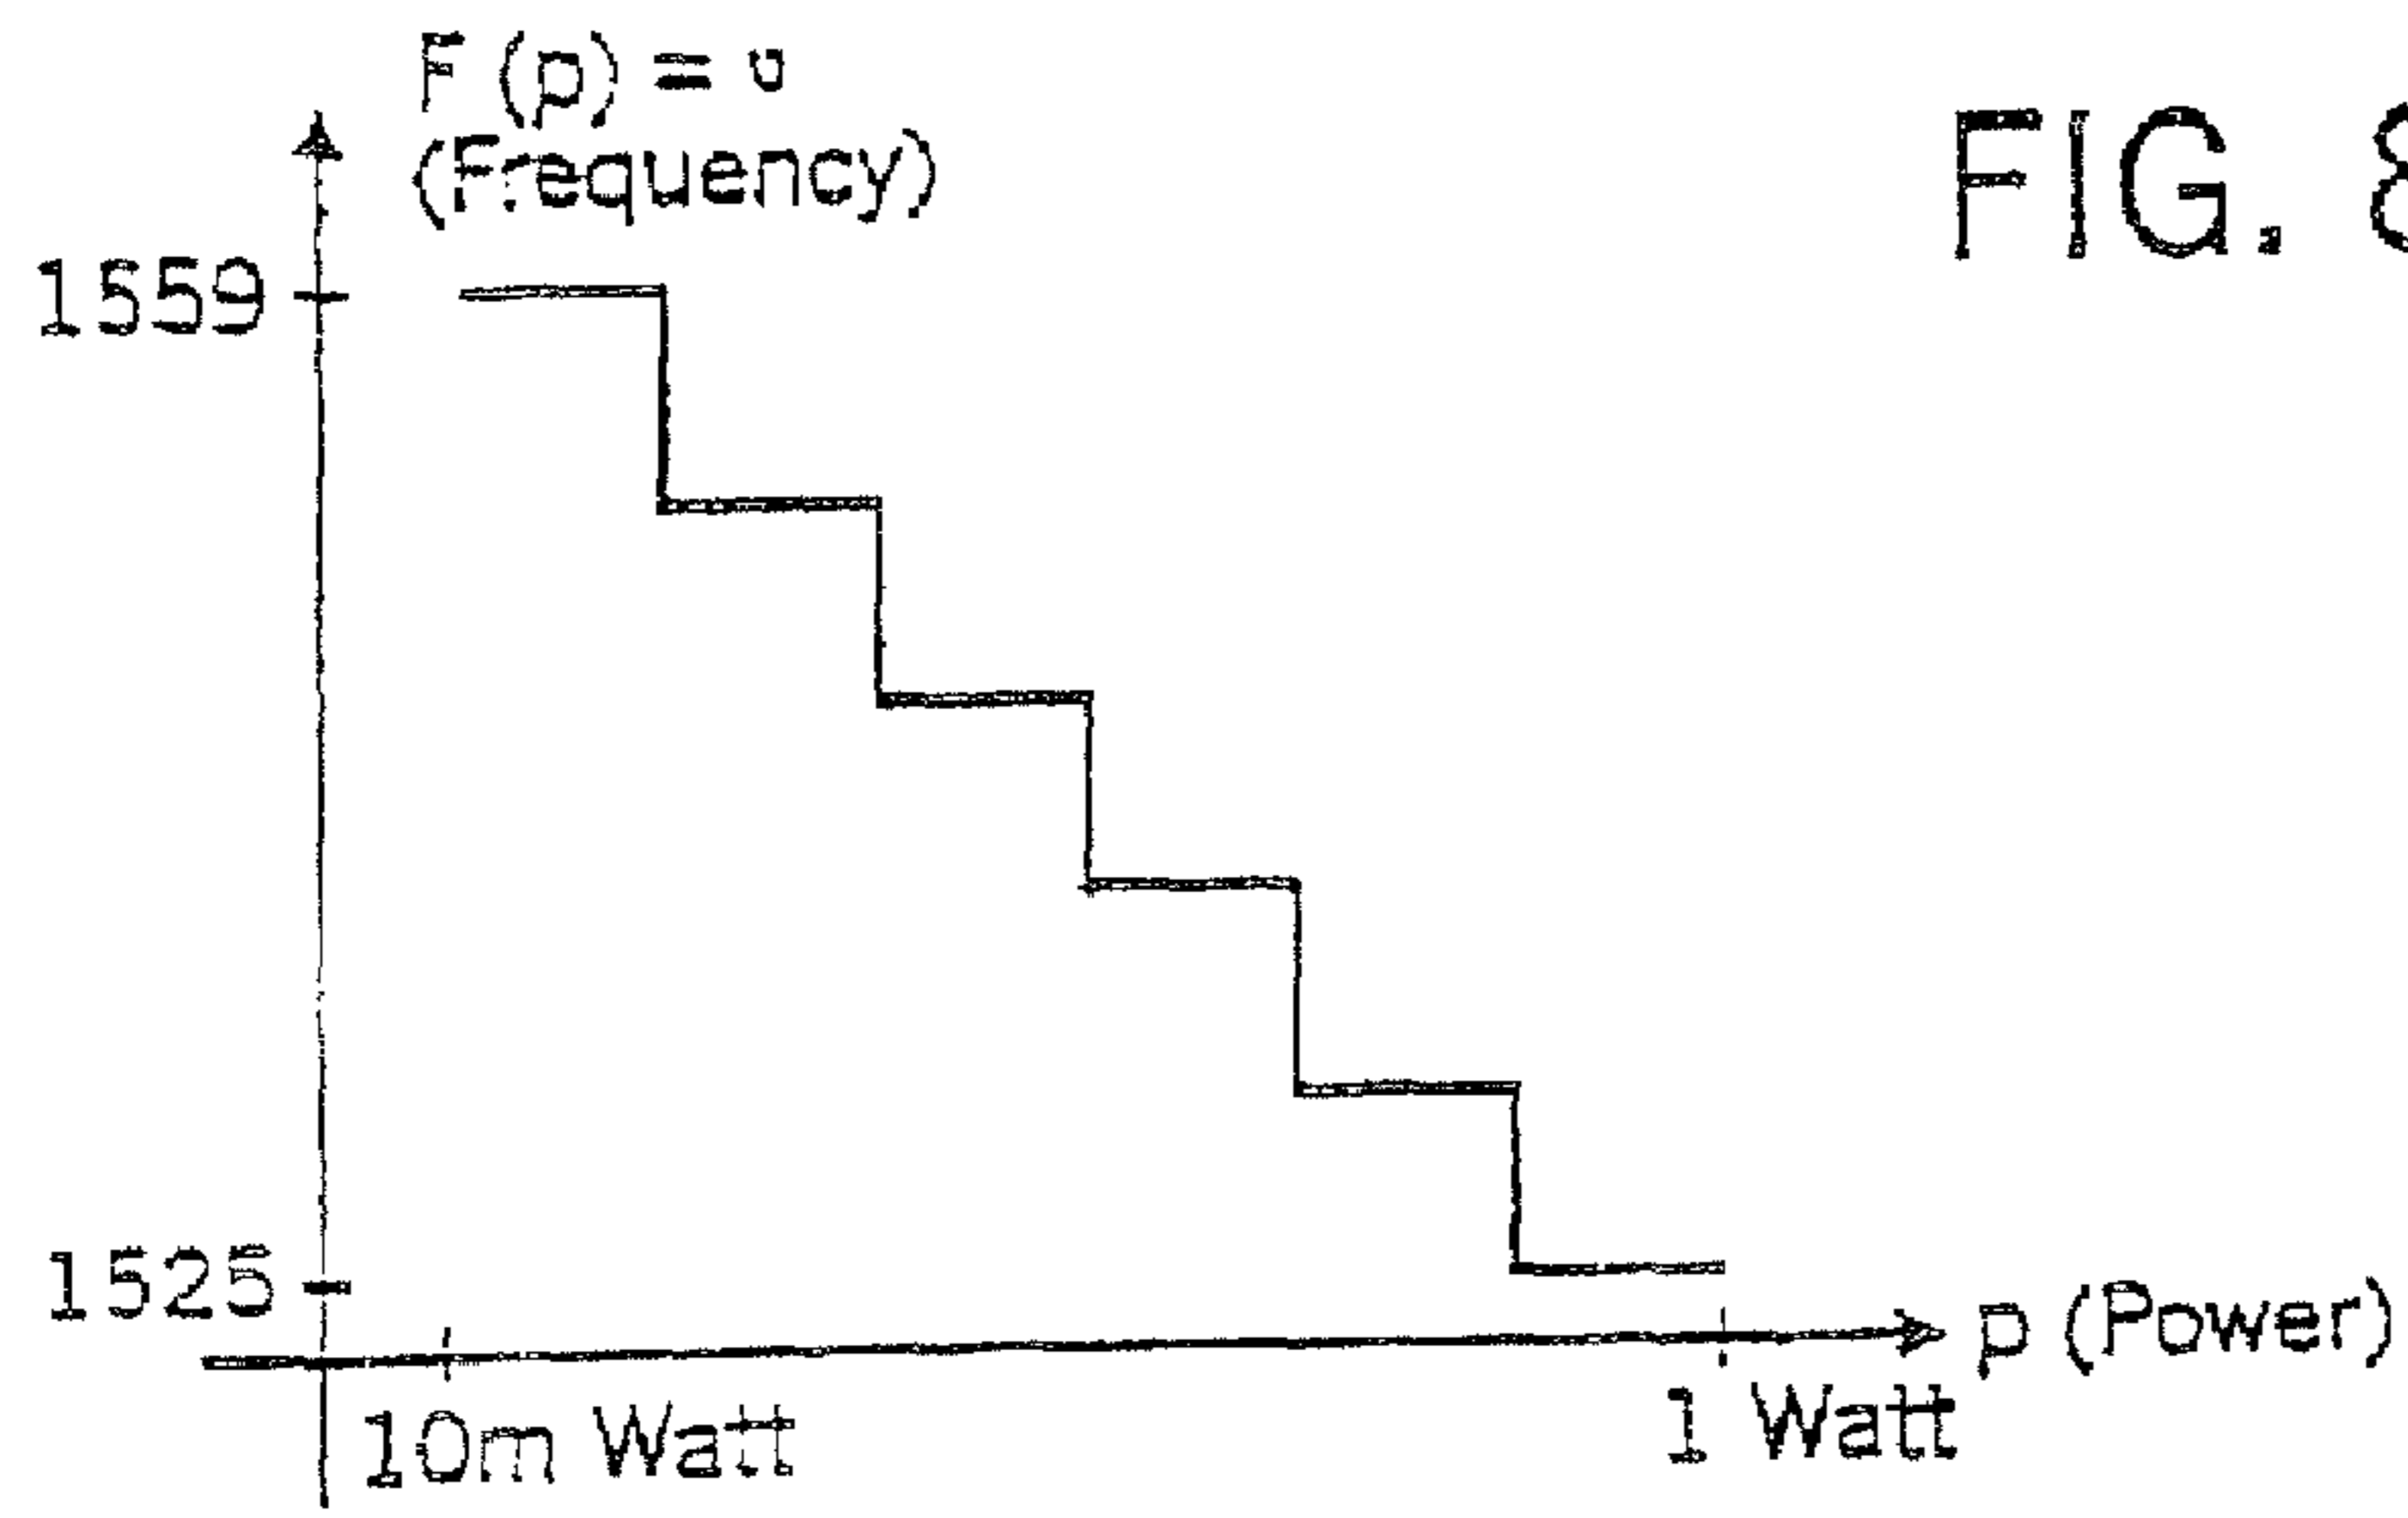 F (p) = υ
(Frequency)
FIG. 8
1559
1525
p (Power)
10m Watt
1 Watt